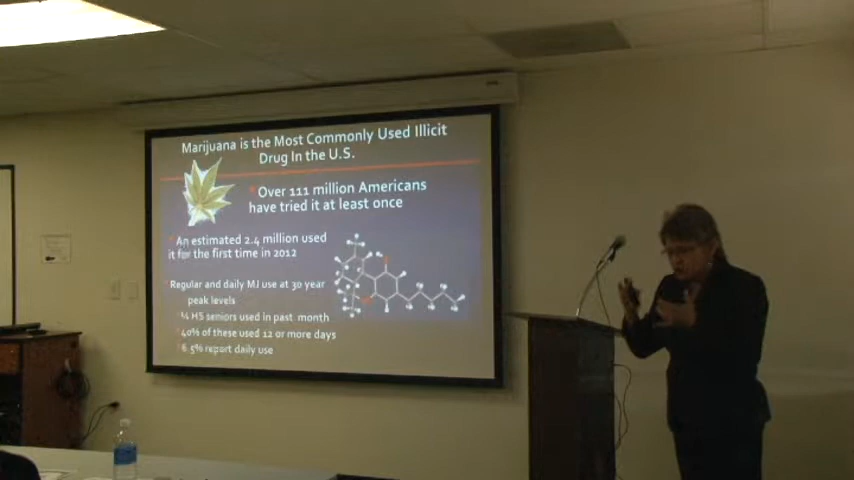 Marijuana is the Most Commonly Used Illicit
Drug In the U.S.
Over 111 million Americans
have tried it at least once
An estimated 2.4 million used
it for the first time in 2012
Regular and daily MJ use at 30 year
peak levels
¼ HS seniors used in past month
40% of these used 12 or more days
6.5% report daily use